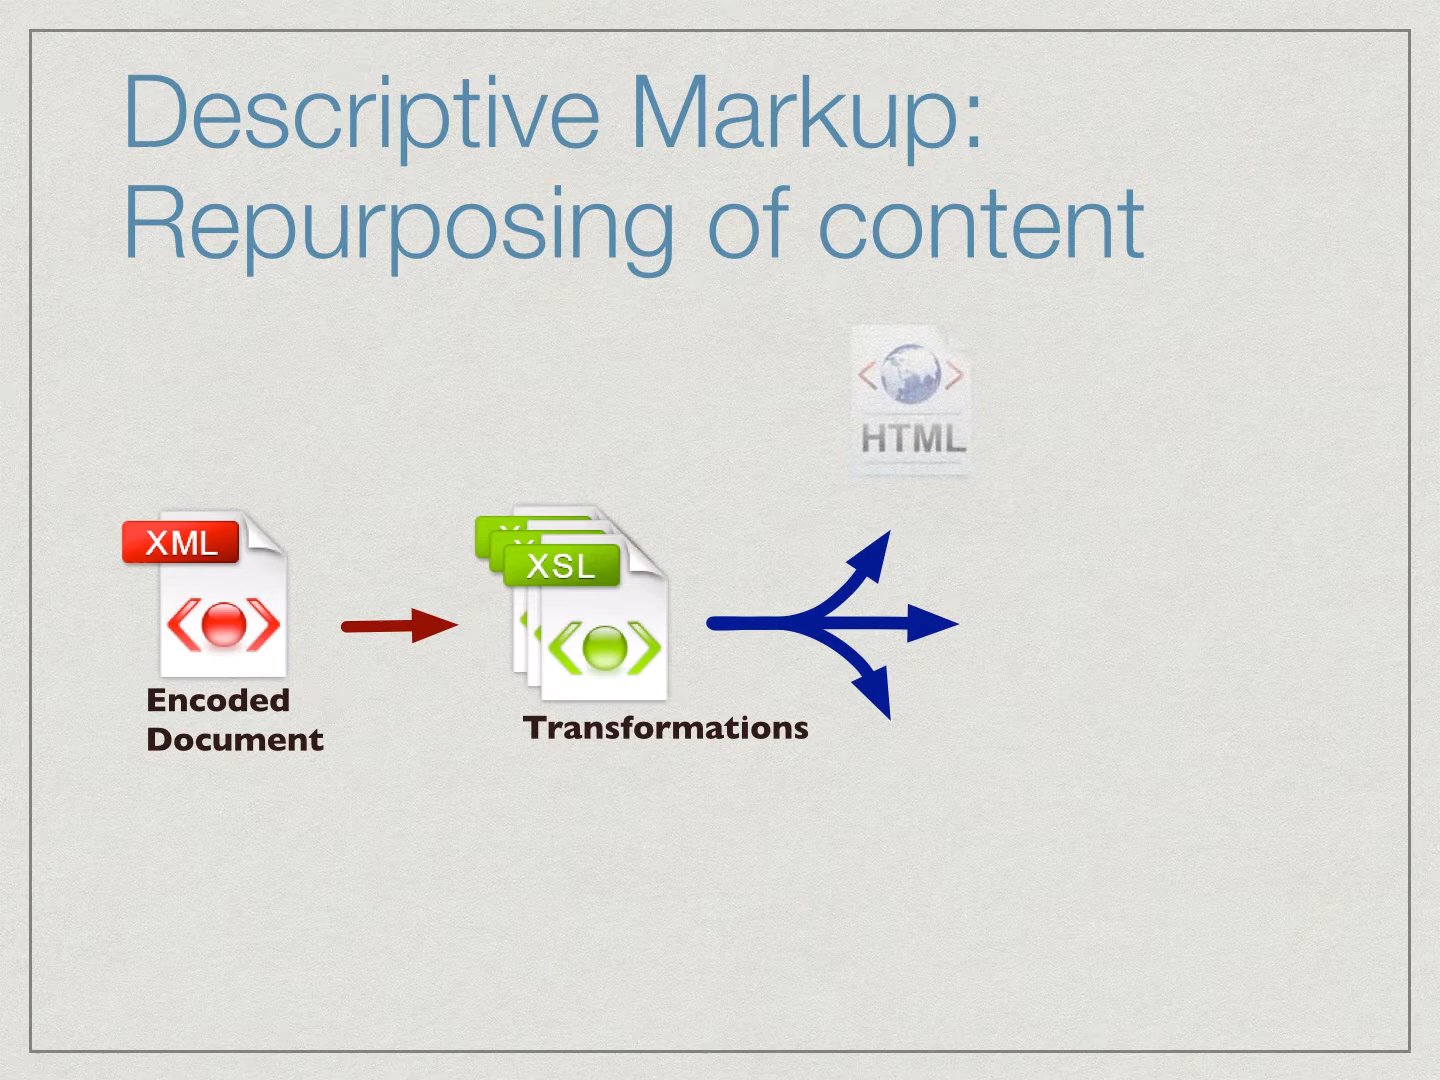 Descriptive Markup:
Repurposing of content
HTML
XML
X
X
XSL
Encoded
Document
Transformations